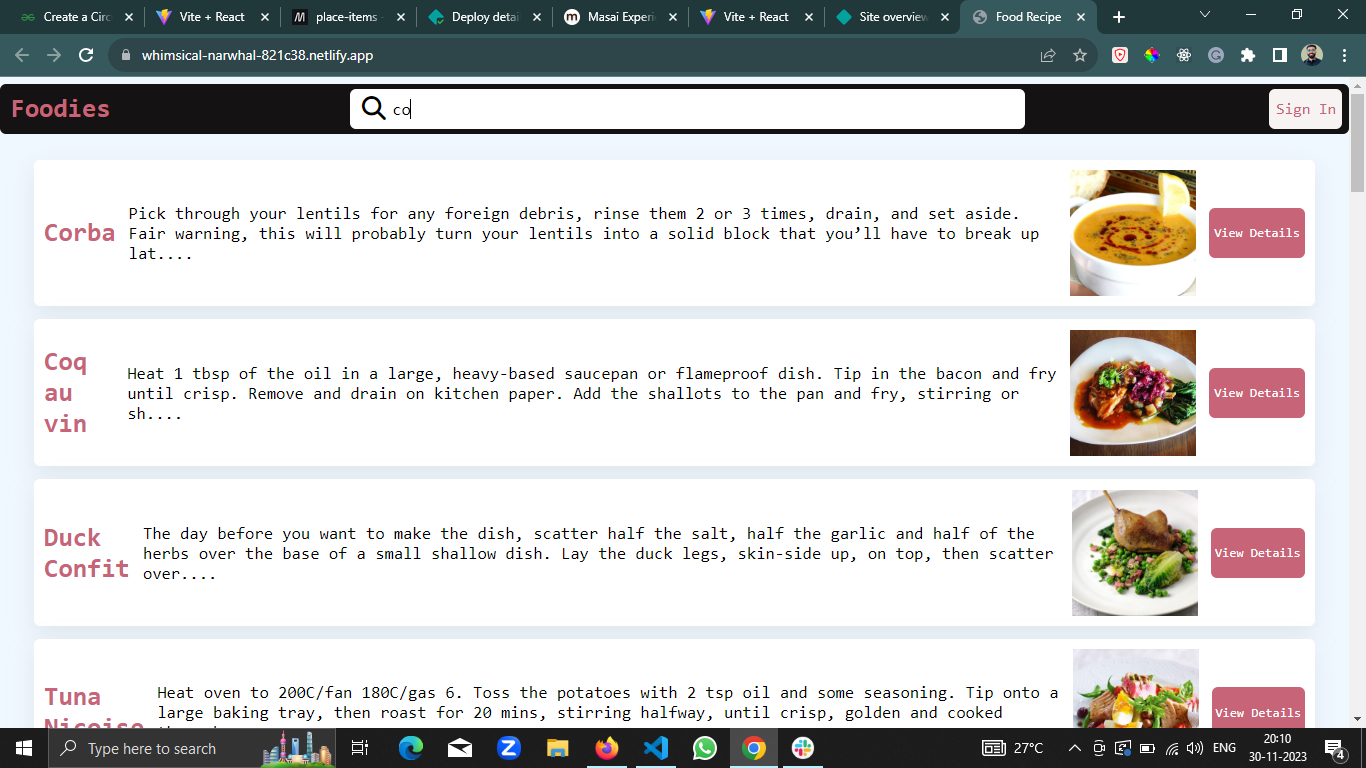 Create a Circ
Vite + React
place-items
Deploy detai
Masai Experi
Vite + React
Site overview
Food Recipe
whimsical-narwhal-821c38.netlify.app
Foodies
co
Sign In
Corba
Pick through your lentils for any foreign debris, rinse them 2 or 3 times, drain, and set aside.
Fair warning, this will probably turn your lentils into a solid block that you’ll have to break up
lat....
View Details
Coq
au
vin
Heat 1 tbsp of the oil in a large, heavy-based saucepan or flameproof dish. Tip in the bacon and fry
until crisp. Remove and drain on kitchen paper. Add the shallots to the pan and fry, stirring or
sh....
View Details
Duck
Confit
The day before you want to make the dish, scatter half the salt, half the garlic and half of the
herbs over the base of a small shallow dish. Lay the duck legs, skin-side up, on top, then scatter
over....
View Details
Tuna
Nicoise
Heat oven to 200C/fan 180C/gas 6. Toss the potatoes with 2 tsp oil and some seasoning. Tip onto a
large baking tray, then roast for 20 mins, stirring halfway, until crisp, golden and cooked
View Details
Type here to search
27°C
ENG
20:10
30-11-2023
4